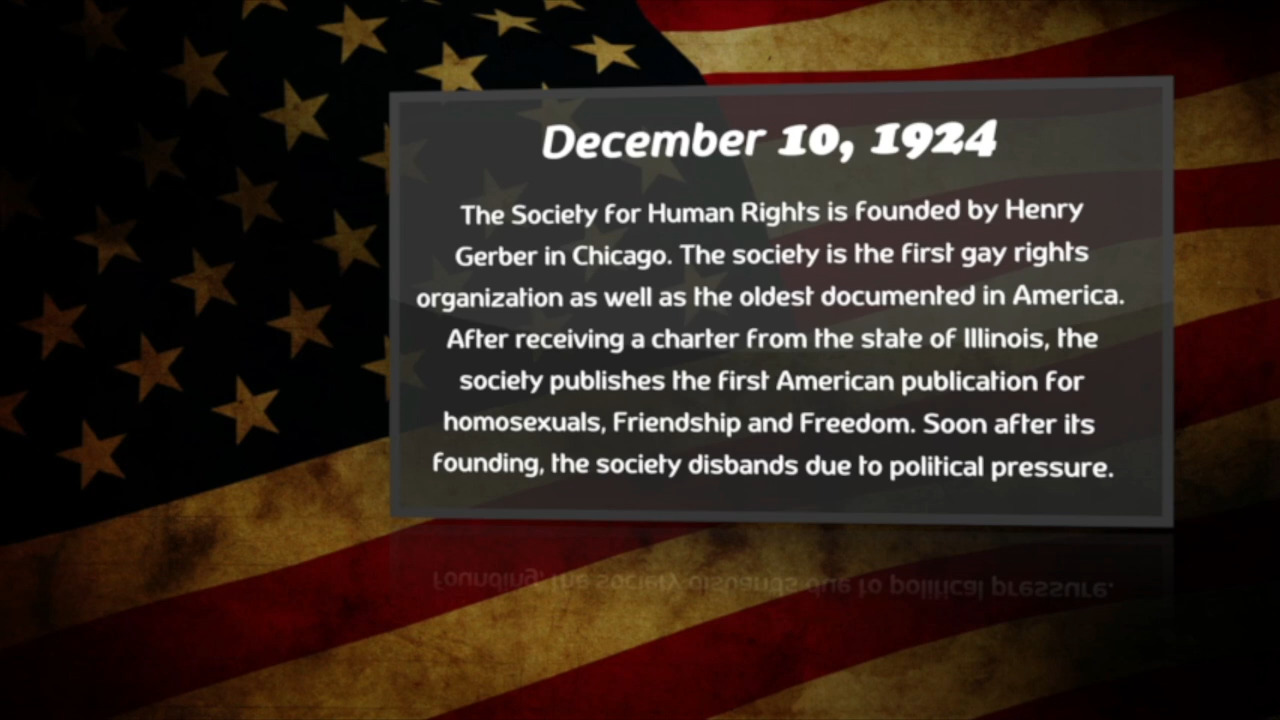 December 10, 1924
The Society for Human Rights is founded by Henry
Gerber in Chicago. The society is the first gay rights
organization as well as the oldest documented in America.
After receiving a charter from the state of Illinois, the
society publishes the first American publication for
homosexuals, Friendship and Freedom. Soon after its
founding, the society disbands due to political pressure.